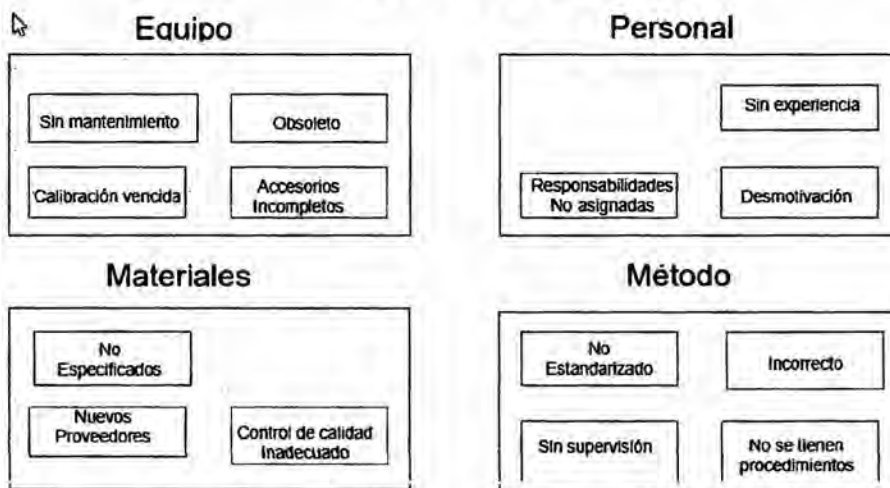 Equipo
Personal
Sin mantenimiento
Obsoleto
Calibración vencida
Accesorios
Incompletos
Sin experiencia
Responsabilidades
No asignadas
Desmotivación
Materiales
Método
No
Especificados
Nuevos
Proveedores
Control de calidad
Inadecuado
No
Estandarizado
Incorrecto
Sin supervisión
No se tienen
procedimientos